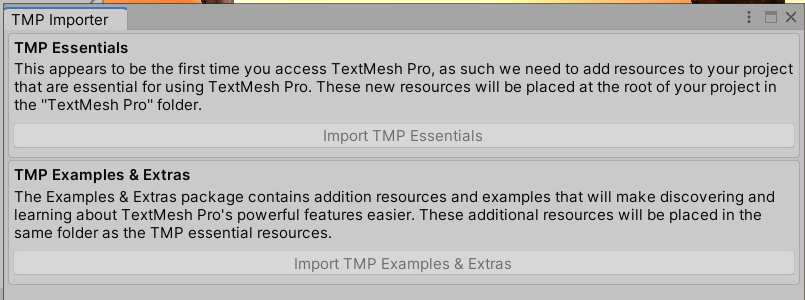 TMP Importer
TMP Essentials
This appears to be the first time you access TextMesh Pro, as such we need to add resources to your project
that are essential for using TextMesh Pro. These new resources will be placed at the root of your project in
the "TextMesh Pro" folder.
Import TMP Essentials
TMP Examples & Extras
The Examples & Extras package contains addition resources and examples that will make discovering and
learning about TextMesh Pro's powerful features easier. These additional resources will be placed in the
same folder as the TMP essential resources.
Import TMP Examples & Extras